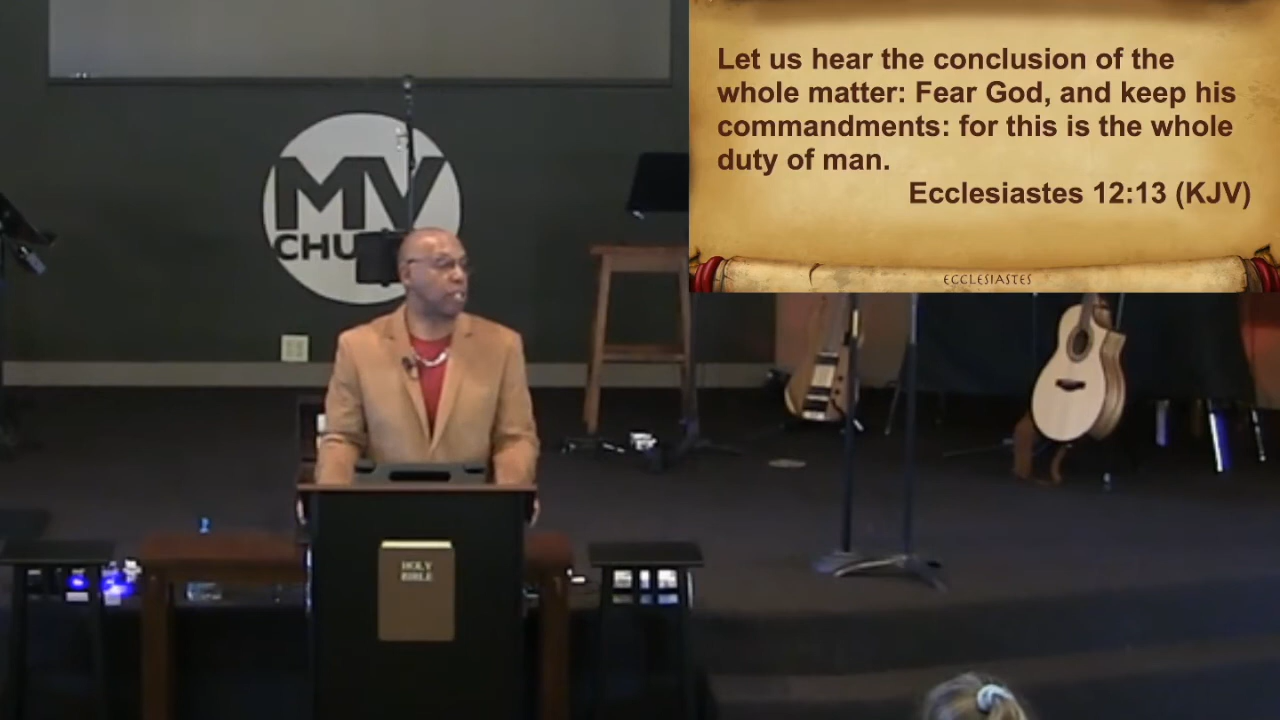 Let us hear the conclusion of the
whole matter: Fear God, and keep his
commandments: for this is the whole
duty of man.
Ecclesiastes 12:13 (KJV)
ECCLESIASTES
MV
CHU
HOLY
BIBLE